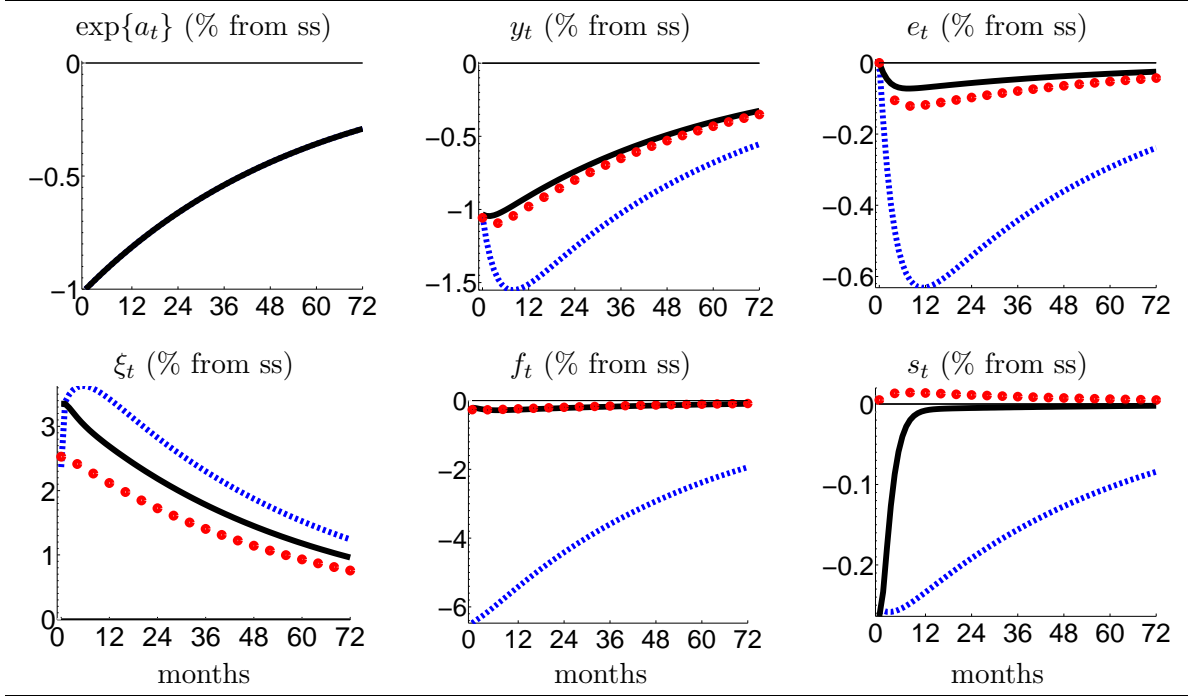 exp{a_t} (% from ss)
y_t (% from ss)
e_t (% from ss)
0
−0.5
−1
0 12 24 36 48 60 72
0
−0.5
−1
−1.5
0 12 24 36 48 60 72
0
−0.2
−0.4
−0.6
0 12 24 36 48 60 72
ξ_t (% from ss)
f_t (% from ss)
s_t (% from ss)
3
2
1
0
0 12 24 36 48 60 72
months
0
−2
−4
−6
0 12 24 36 48 60 72
months
0
−0.1
−0.2
0 12 24 36 48 60 72
months